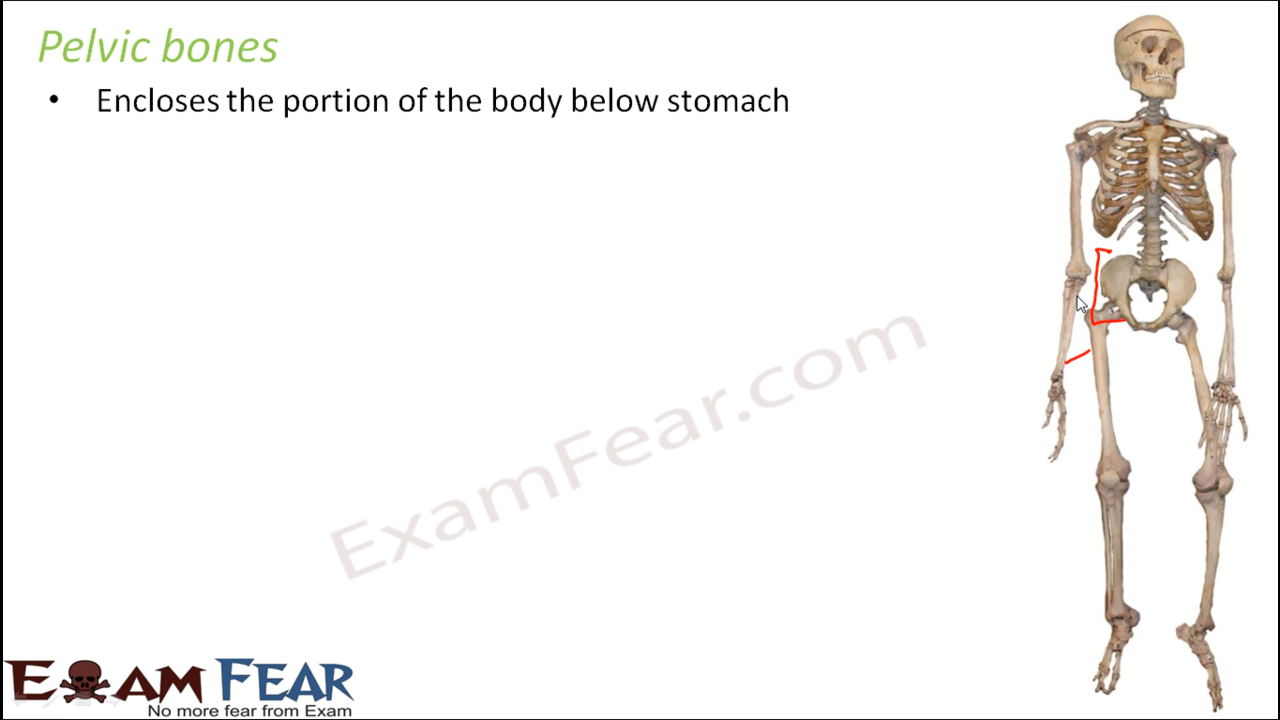 Pelvic bones
• Encloses the portion of the body below stomach
ExamFear.com
EXAM FEAR
No more fear from Exam